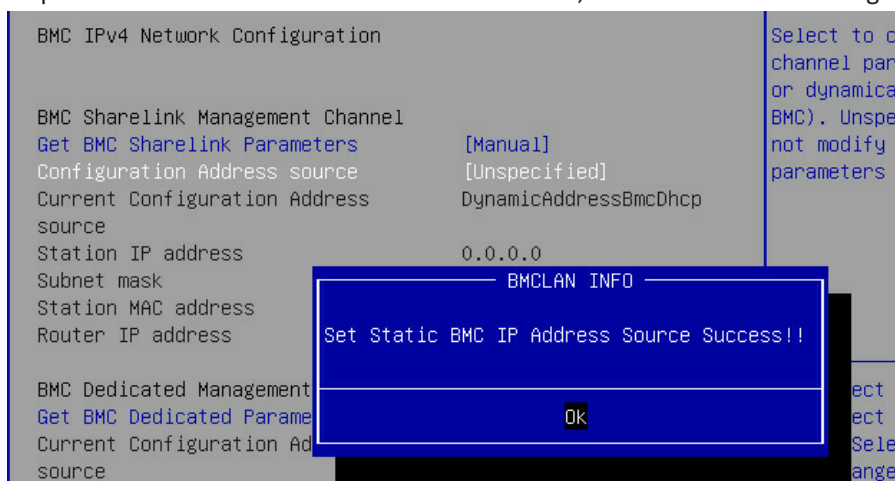 BMC IPv4 Network Configuration
Select to c
channel par
or dynamica
BMC Sharelink Management Channel
BMC). Unspe
Get BMC Sharelink Parameters [Manual]
not modify
Configuration Address source [Unspecified]
parameters
Current Configuration Address DynamicAddressBmcDhcp
source
Station IP address 0.0.0.0
Subnet mask
BMCLAN INFO
Station MAC address
Router IP address
Set Static BMC IP Address Source Success!!
BMC Dedicated Management
ect
Get BMC Dedicated Parame
Ok
ect
Current Configuration Ad
Sele
source
ange